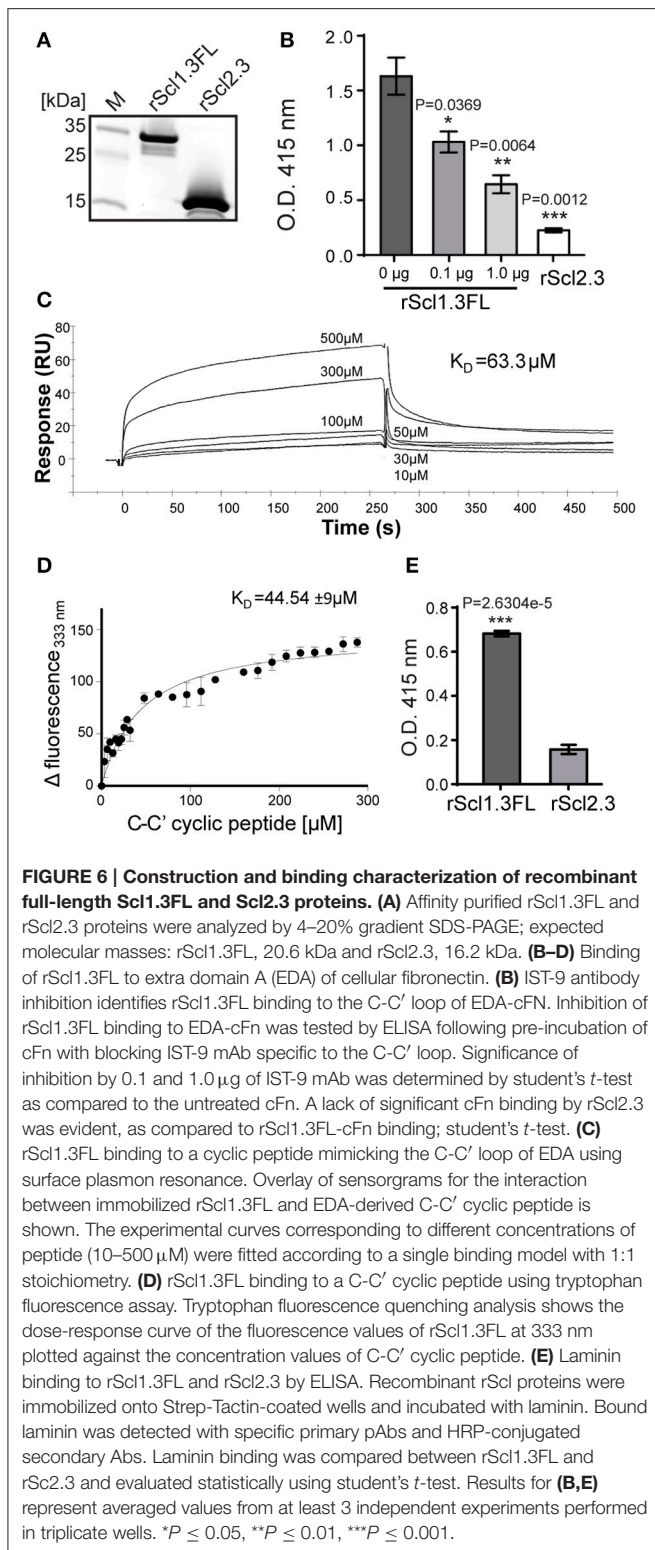 A
[kDa]
M
rScl1.3FL
rScl2.3
35
25
15
B
O.D. 415 nm
2.0
1.5
1.0
0.5
0.0
P=0.0369
*
P=0.0064
**
P=0.0012
***
0 µg
0.1 µg
1.0 µg
rScl2.3
rScl1.3FL
C
Response (RU)
80
60
40
20
0
500µM
300µM
100µM
50µM
30µM
10µM
K_D=63.3µM
0 50 100 150 200 250 300 350 400 450 500
Time (s)
D
K_D=44.54 ±9µM
Δ fluorescence 333 nm
150
100
50
0
0 100 200 300
C-C′ cyclic peptide [µM]
E
P=2.6304e-5
***
O.D. 415 nm
0.8
0.6
0.4
0.2
0.0
rScl1.3FL
rScl2.3
FIGURE 6 | Construction and binding characterization of recombinant
full-length Scl1.3FL and Scl2.3 proteins. (A) Affinity purified rScl1.3FL and
rScl2.3 proteins were analyzed by 4–20% gradient SDS-PAGE; expected
molecular masses: rScl1.3FL, 20.6 kDa and rScl2.3, 16.2 kDa. (B–D) Binding
of rScl1.3FL to extra domain A (EDA) of cellular fibronectin. (B) IST-9 antibody
inhibition identifies rScl1.3FL binding to the C-C′ loop of EDA-cFN. Inhibition of
rScl1.3FL binding to EDA-cFn was tested by ELISA following pre-incubation of
cFn with blocking IST-9 mAb specific to the C-C′ loop. Significance of
inhibition by 0.1 and 1.0 µg of IST-9 mAb was determined by student's t-test
as compared to the untreated cFn. A lack of significant cFn binding by rScl2.3
was evident, as compared to rScl1.3FL-cFn binding; student's t-test. (C)
rScl1.3FL binding to a cyclic peptide mimicking the C-C′ loop of EDA using
surface plasmon resonance. Overlay of sensorgrams for the interaction
between immobilized rScl1.3FL and EDA-derived C-C′ cyclic peptide is
shown. The experimental curves corresponding to different concentrations of
peptide (10–500 µM) were fitted according to a single binding model with 1:1
stoichiometry. (D) rScl1.3FL binding to a C-C′ cyclic peptide using tryptophan
fluorescence assay. Tryptophan fluorescence quenching analysis shows the
dose-response curve of the fluorescence values of rScl1.3FL at 333 nm
plotted against the concentration values of C-C′ cyclic peptide. (E) Laminin
binding to rScl1.3FL and rScl2.3 by ELISA. Recombinant rScl proteins were
immobilized onto Strep-Tactin-coated wells and incubated with laminin. Bound
laminin was detected with specific primary pAbs and HRP-conjugated
secondary Abs. Laminin binding was compared between rScl1.3FL and
rSc2.3 and evaluated statistically using student's t-test. Results for (B,E)
represent averaged values from at least 3 independent experiments performed
in triplicate wells. *P ≤ 0.05, **P ≤ 0.01, ***P ≤ 0.001.